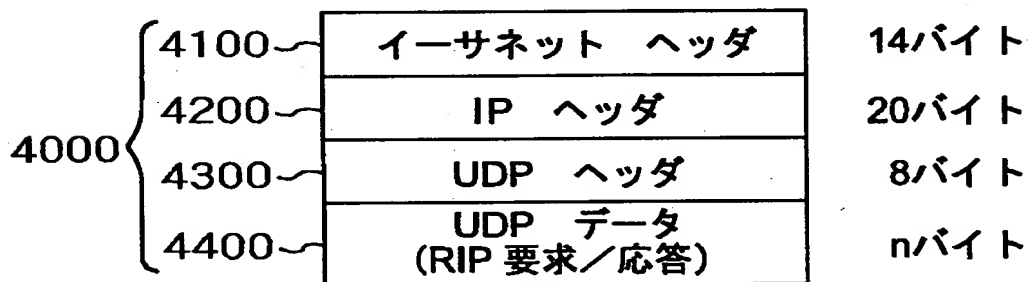 4100 イーサネット ヘッダ 14バイト
4200 IP ヘッダ 20バイト
4000
4300 UDP ヘッダ 8バイト
4400 UDP データ
(RIP 要求/応答) nバイト